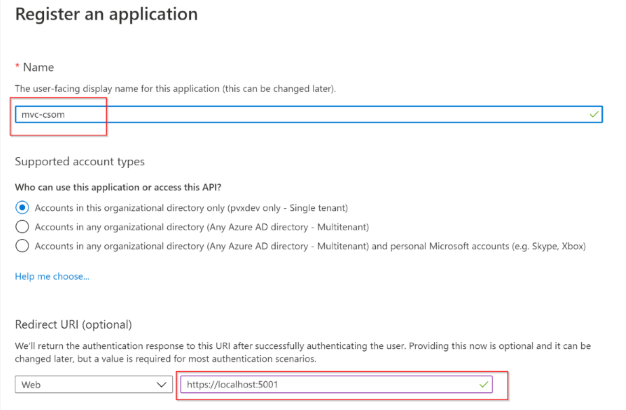 Register an application
* Name
The user-facing display name for this application (this can be changed later).
mvc-csom
Supported account types
Who can use this application or access this API?
Accounts in this organizational directory only (pvxdev only - Single tenant)
Accounts in any organizational directory (Any Azure AD directory - Multitenant)
Accounts in any organizational directory (Any Azure AD directory - Multitenant) and personal Microsoft accounts (e.g. Skype, Xbox)
Help me choose...
Redirect URI (optional)
We'll return the authentication response to this URI after successfully authenticating the user. Providing this now is optional and it can be
changed later, but a value is required for most authentication scenarios.
Web
https://localhost:5001